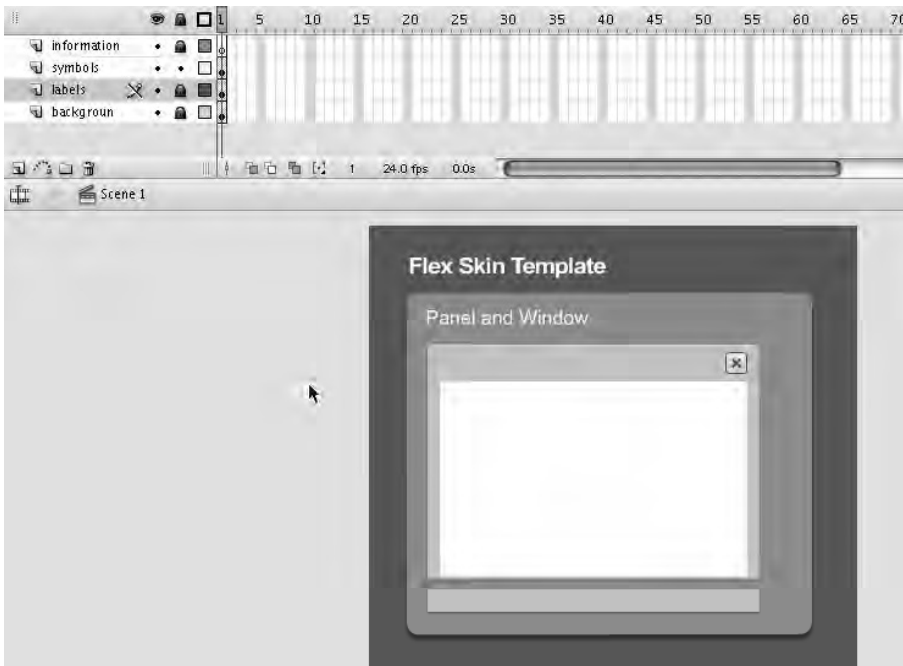 1 5 10 15 20 25 30 35 40 45 50 55 60 65 70
information
symbols
labels
backgroun
1 24.0 fps 0.0s
Scene 1
Flex Skin Template
Panel and Window